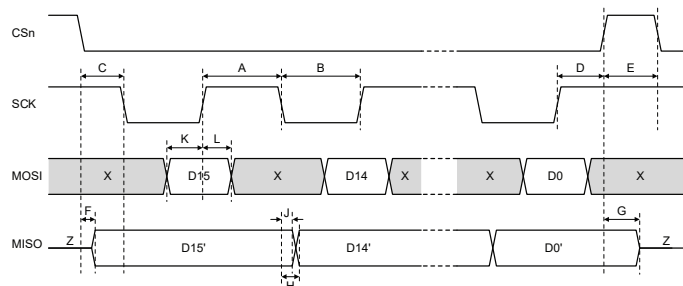 CSn
C A B D E
SCK
K L
MOSI X D15 X D14 X X D0 X
F J G
MISO Z D15' D14' D0' Z
H